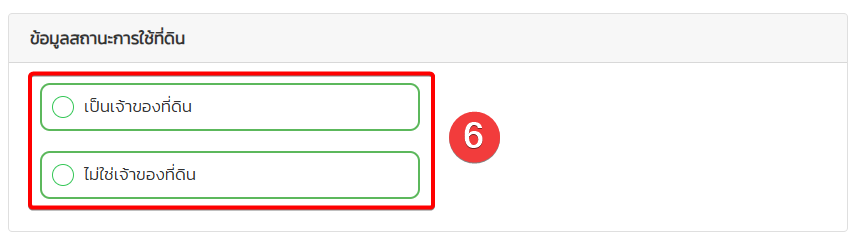 ข้อมูลสถานะการใช้ที่ดิน
เป็นเจ้าของที่ดิน
6
ไม่ใช่เจ้าของที่ดิน